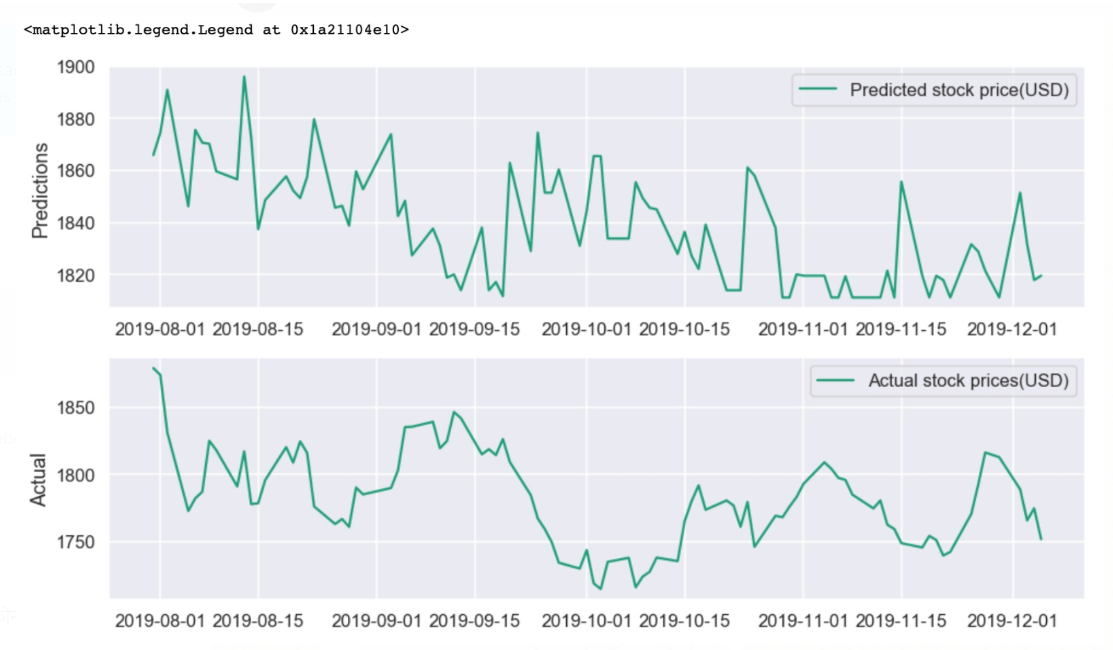 <matplotlib.legend.Legend at 0x1a21104e10>
1900
1880
1860
1840
1820
Predictions
Predicted stock price(USD)
2019-08-01 2019-08-15 2019-09-01 2019-09-15 2019-10-01 2019-10-15 2019-11-01 2019-11-15 2019-12-01
1850
1800
1750
Actual
Actual stock prices(USD)
2019-08-01 2019-08-15 2019-09-01 2019-09-15 2019-10-01 2019-10-15 2019-11-01 2019-11-15 2019-12-01